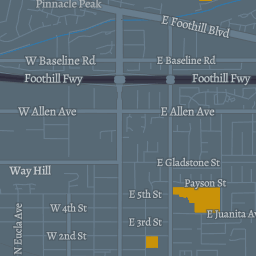 Pinnacle Peak
E Foothill Blvd
W Baseline Rd
E Baseline Rd
Foothill Fwy
Foothill Fwy
W Allen Ave
E Allen Ave
E Gladstone St
Way Hill
Payson St
E 5th St
W 4th St
E Juanita Av
E 3rd St
W 2nd St
N Eucla Ave